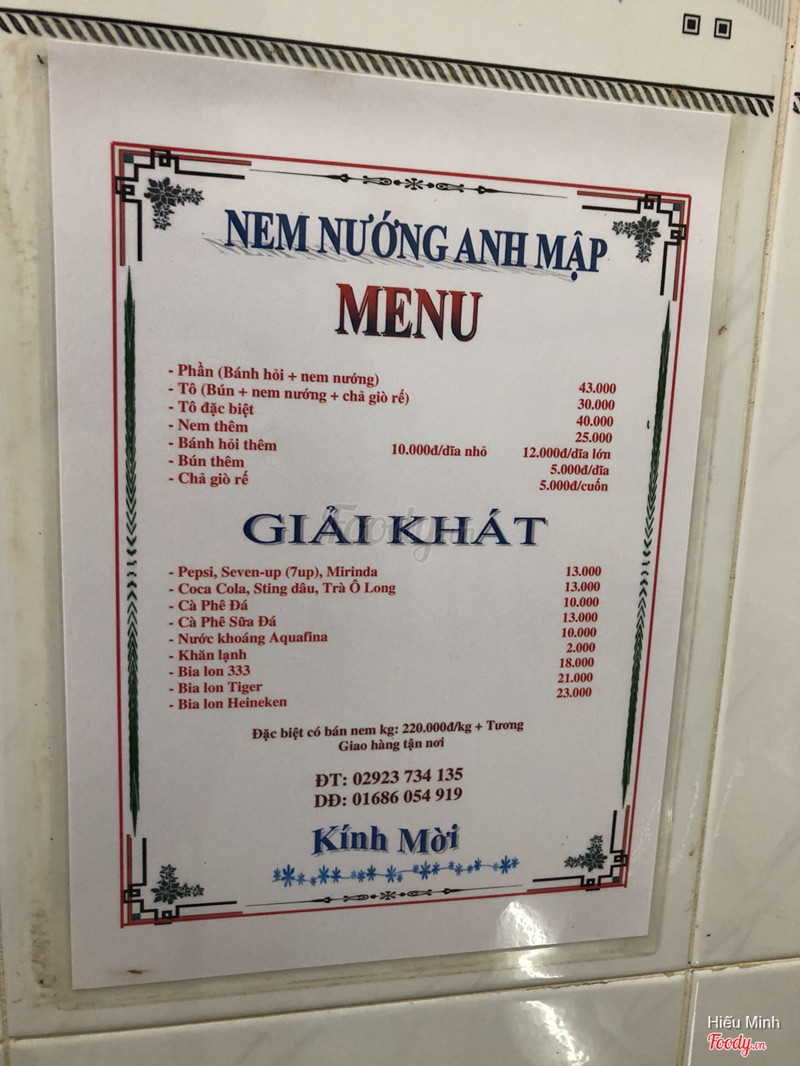 NEM NƯỚNG ANH MẬP
MENU
- Phần (Bánh hỏi + nem nướng) 43.000
- Tô (Bún + nem nướng + chả giò rế) 30.000
- Tô đặc biệt 40.000
- Nem thêm 25.000
- Bánh hỏi thêm 10.000đ/dĩa nhỏ 12.000đ/dĩa lớn
- Bún thêm 5.000đ/dĩa
- Chả giò rế 5.000đ/cuốn
GIẢI KHÁT
- Pepsi, Seven-up (7up), Mirinda 13.000
- Coca Cola, Sting dâu, Trà Ô Long 13.000
- Cà Phê Đá 10.000
- Cà Phê Sữa Đá 13.000
- Nước khoáng Aquafina 10.000
- Khăn lạnh 2.000
- Bia lon 333 18.000
- Bia lon Tiger 21.000
- Bia lon Heineken 23.000
Đặc biệt có bán nem kg: 220.000đ/kg + Tương
Giao hàng tận nơi
ĐT: 02923 734 135
DĐ: 01686 054 919
Kính Mời
Hiếu Minh
Foody.vn